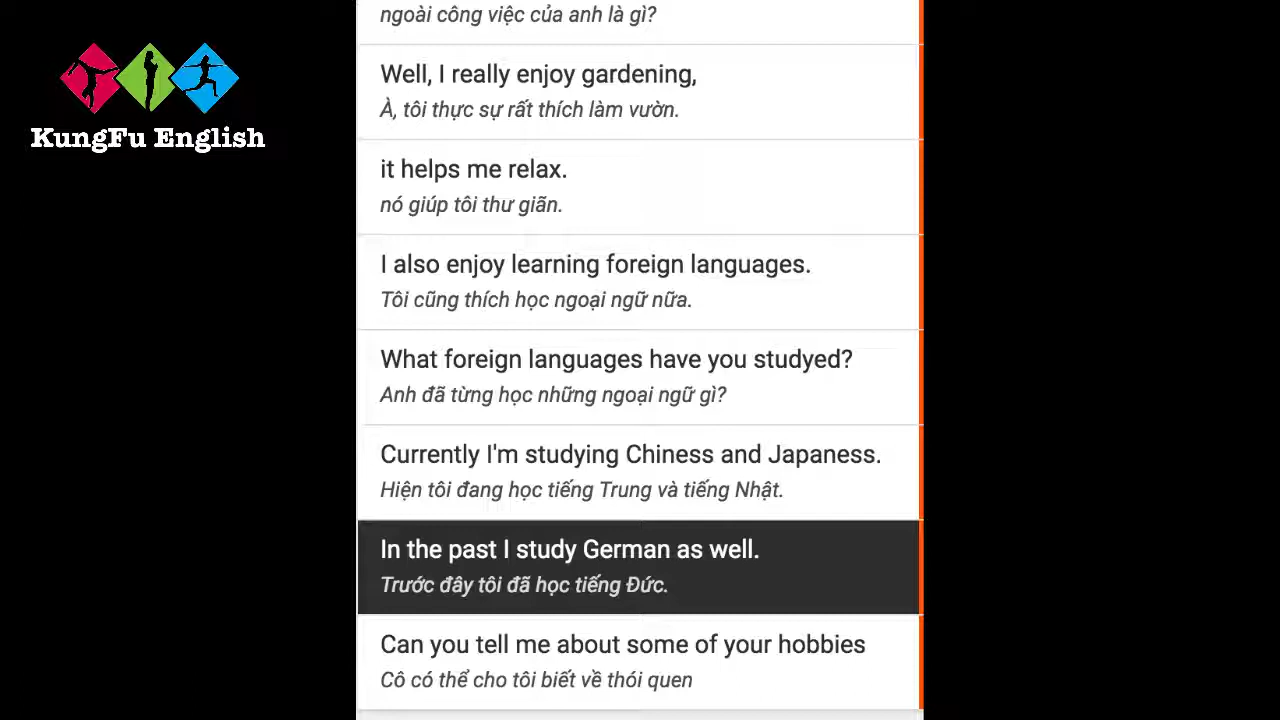 KungFu English
ngoài công việc của anh là gì?
Well, I really enjoy gardening,
À, tôi thực sự rất thích làm vườn.
it helps me relax.
nó giúp tôi thư giãn.
I also enjoy learning foreign languages.
Tôi cũng thích học ngoại ngữ nữa.
What foreign languages have you studyed?
Anh đã từng học những ngoại ngữ gì?
Currently I'm studying Chiness and Japaness.
Hiện tôi đang học tiếng Trung và tiếng Nhật.
In the past I study German as well.
Trước đây tôi đã học tiếng Đức.
Can you tell me about some of your hobbies
Cô có thể cho tôi biết về thói quen